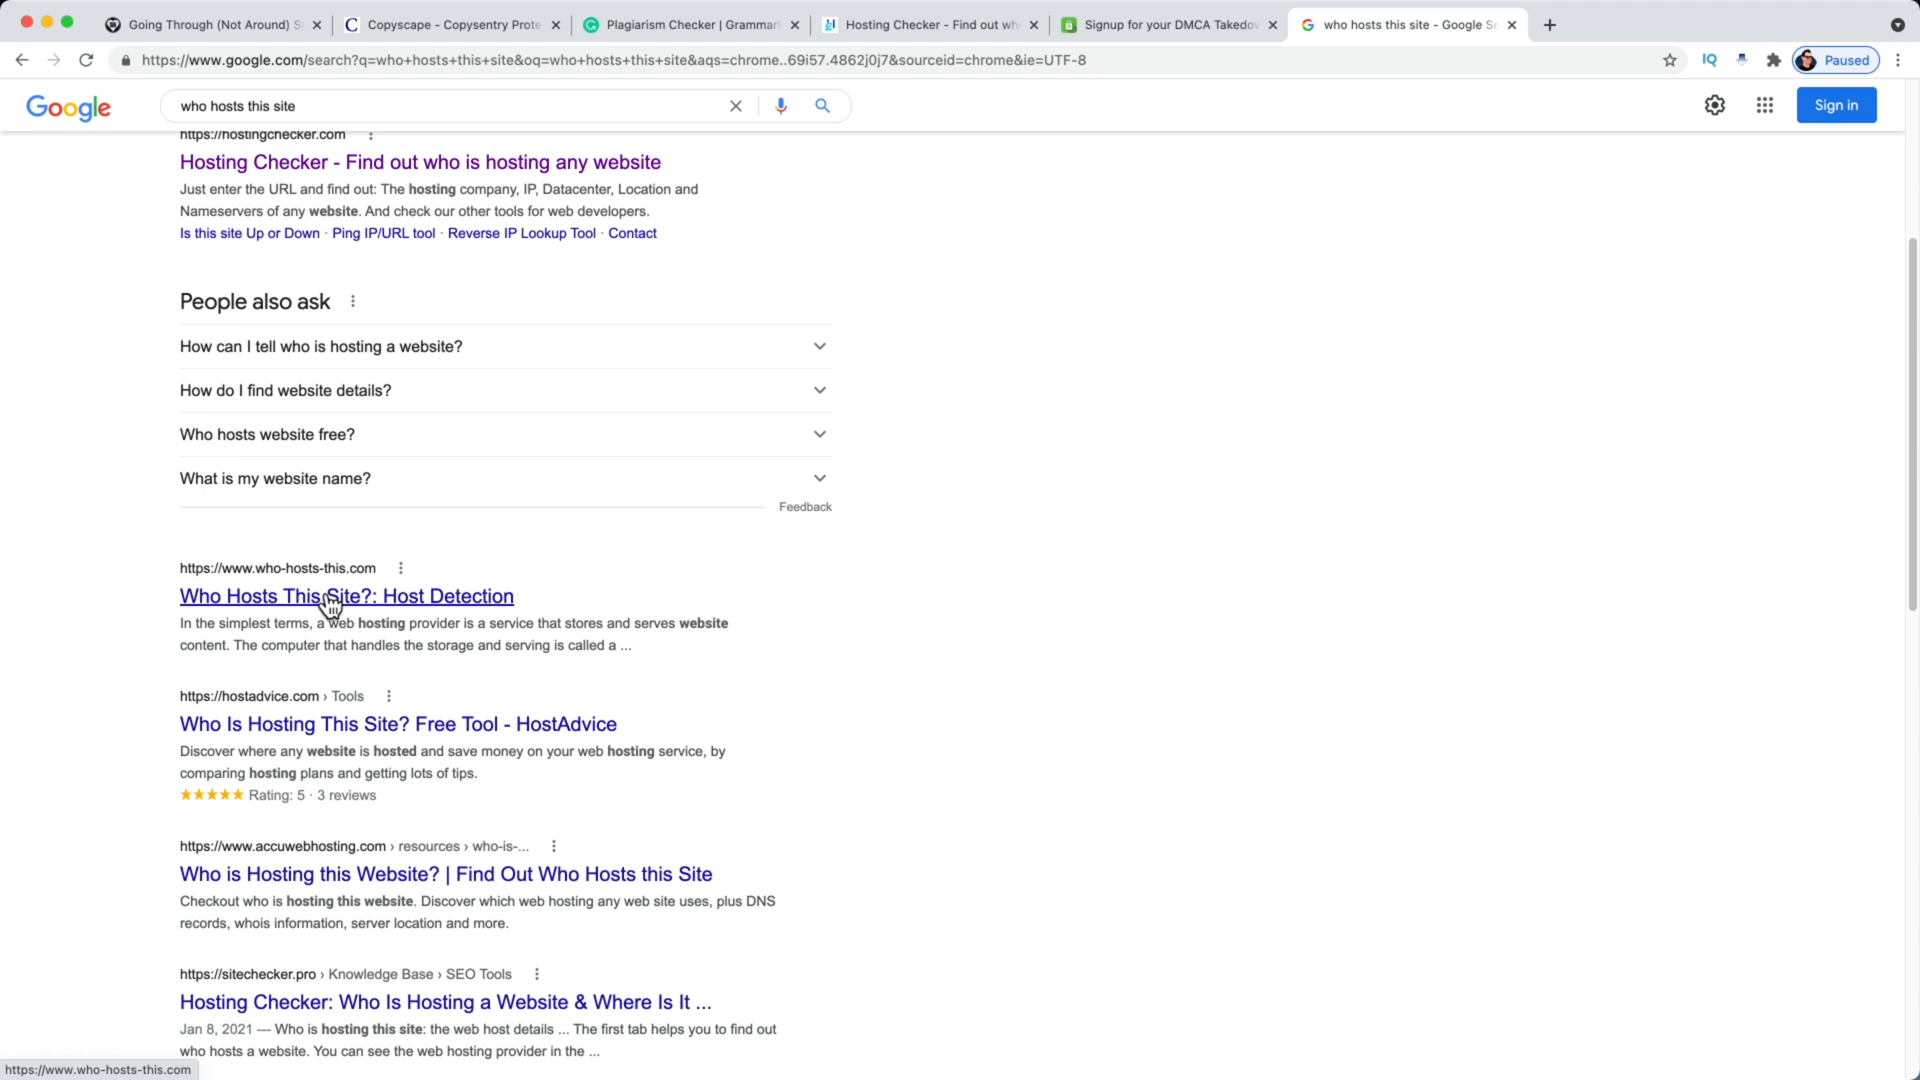 Going Through (Not Around) S
Copyscape - Copysentry Prote
Plagiarism Checker | Grammar
Hosting Checker - Find out wh
Signup for your DMCA Takedov
who hosts this site - Google Se
https://www.google.com/search?q=who+hosts+this+site&oq=who+hosts+this+site&aqs=chrome..69i57.4862j0j7&sourceid=chrome&ie=UTF-8
IQ
Paused
Google
who hosts this site
Sign in
https://hostingchecker.com
Hosting Checker - Find out who is hosting any website
Just enter the URL and find out: The hosting company, IP, Datacenter, Location and
Nameservers of any website. And check our other tools for web developers.
Is this site Up or Down · Ping IP/URL tool · Reverse IP Lookup Tool · Contact
People also ask
How can I tell who is hosting a website?
How do I find website details?
Who hosts website free?
What is my website name?
Feedback
https://www.who-hosts-this.com
Who Hosts This Site?: Host Detection
In the simplest terms, a web hosting provider is a service that stores and serves website
content. The computer that handles the storage and serving is called a ...
https://hostadvice.com › Tools
Who Is Hosting This Site? Free Tool - HostAdvice
Discover where any website is hosted and save money on your web hosting service, by
comparing hosting plans and getting lots of tips.
★★★★★ Rating: 5 · 3 reviews
https://www.accuwebhosting.com › resources › who-is-...
Who is Hosting this Website? | Find Out Who Hosts this Site
Checkout who is hosting this website. Discover which web hosting any web site uses, plus DNS
records, whois information, server location and more.
https://sitechecker.pro › Knowledge Base › SEO Tools
Hosting Checker: Who Is Hosting a Website & Where Is It ...
Jan 8, 2021 — Who is hosting this site: the web host details ... The first tab helps you to find out
who hosts a website. You can see the web hosting provider in the ...
https://www.who-hosts-this.com